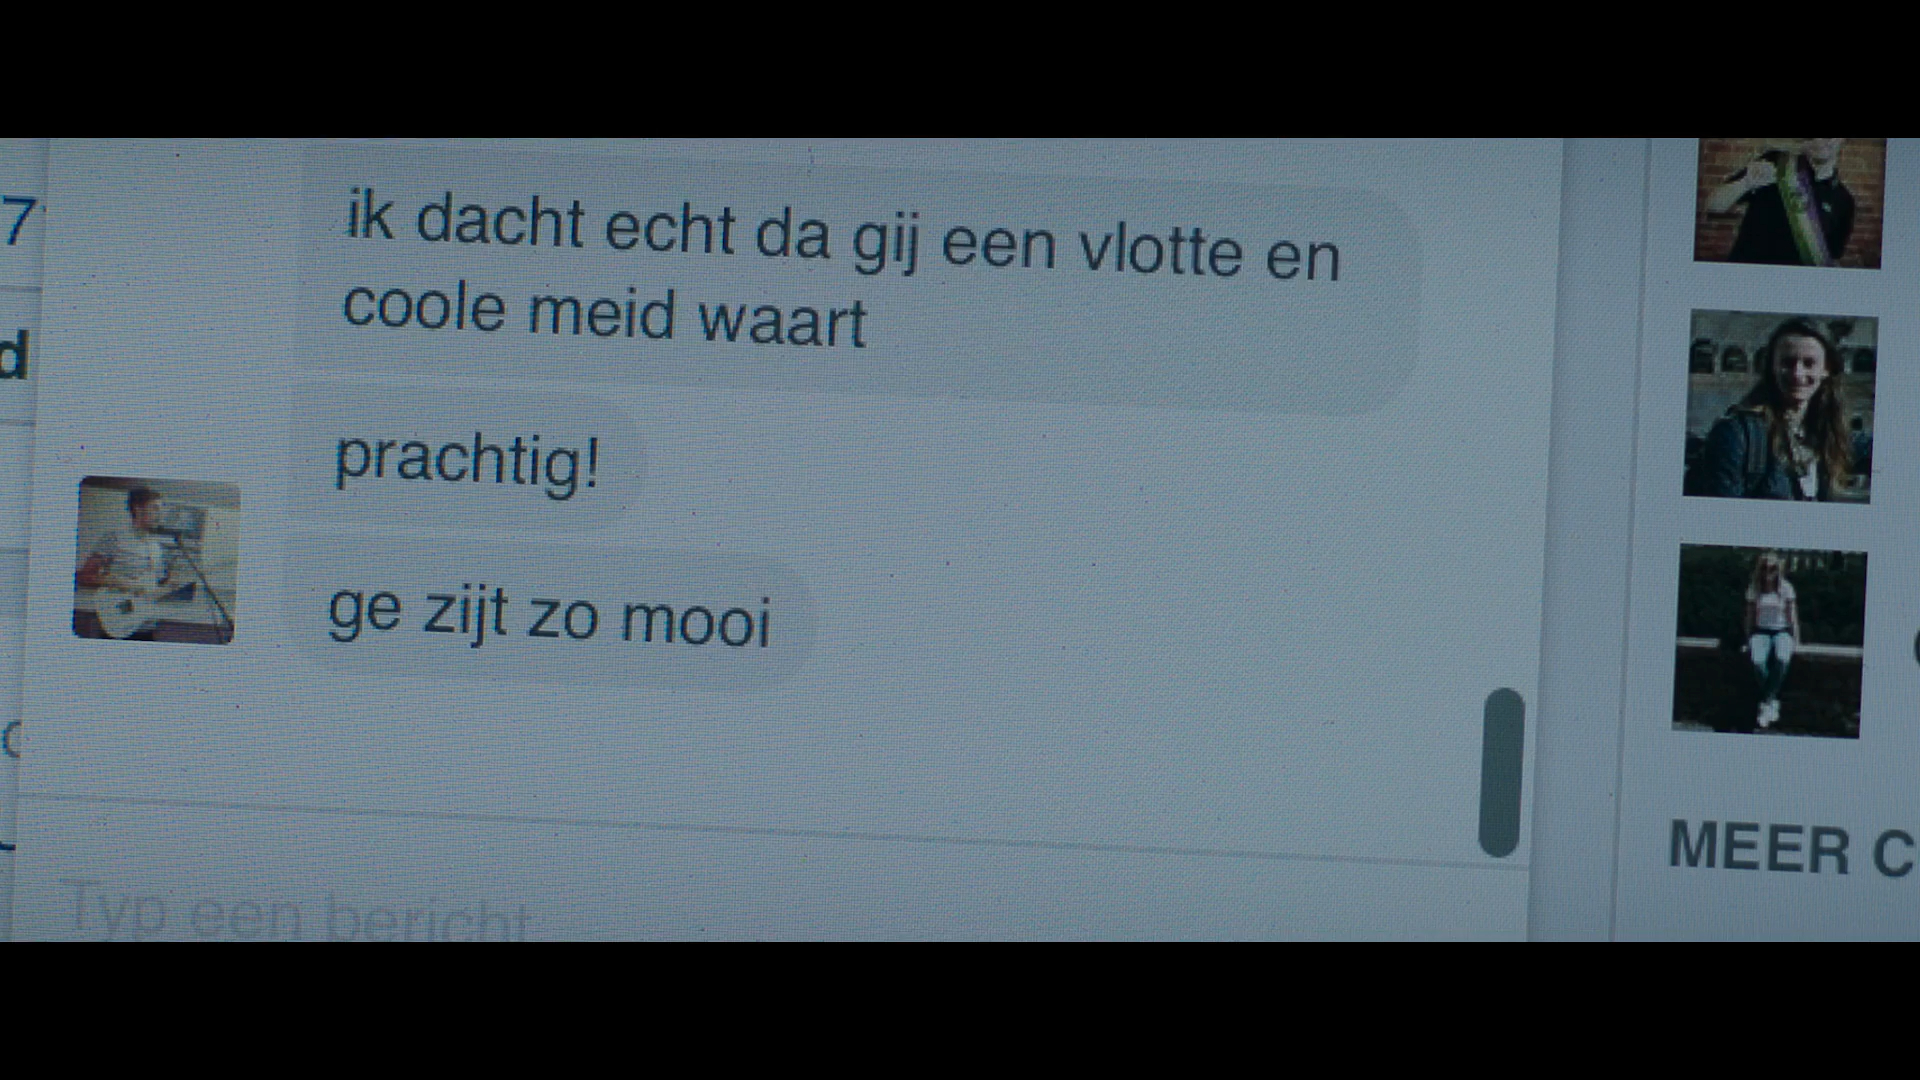 ik dacht echt da gij een vlotte en
coole meid waart
prachtig!
ge zijt zo mooi
Typ een bericht
7
d
MEER C